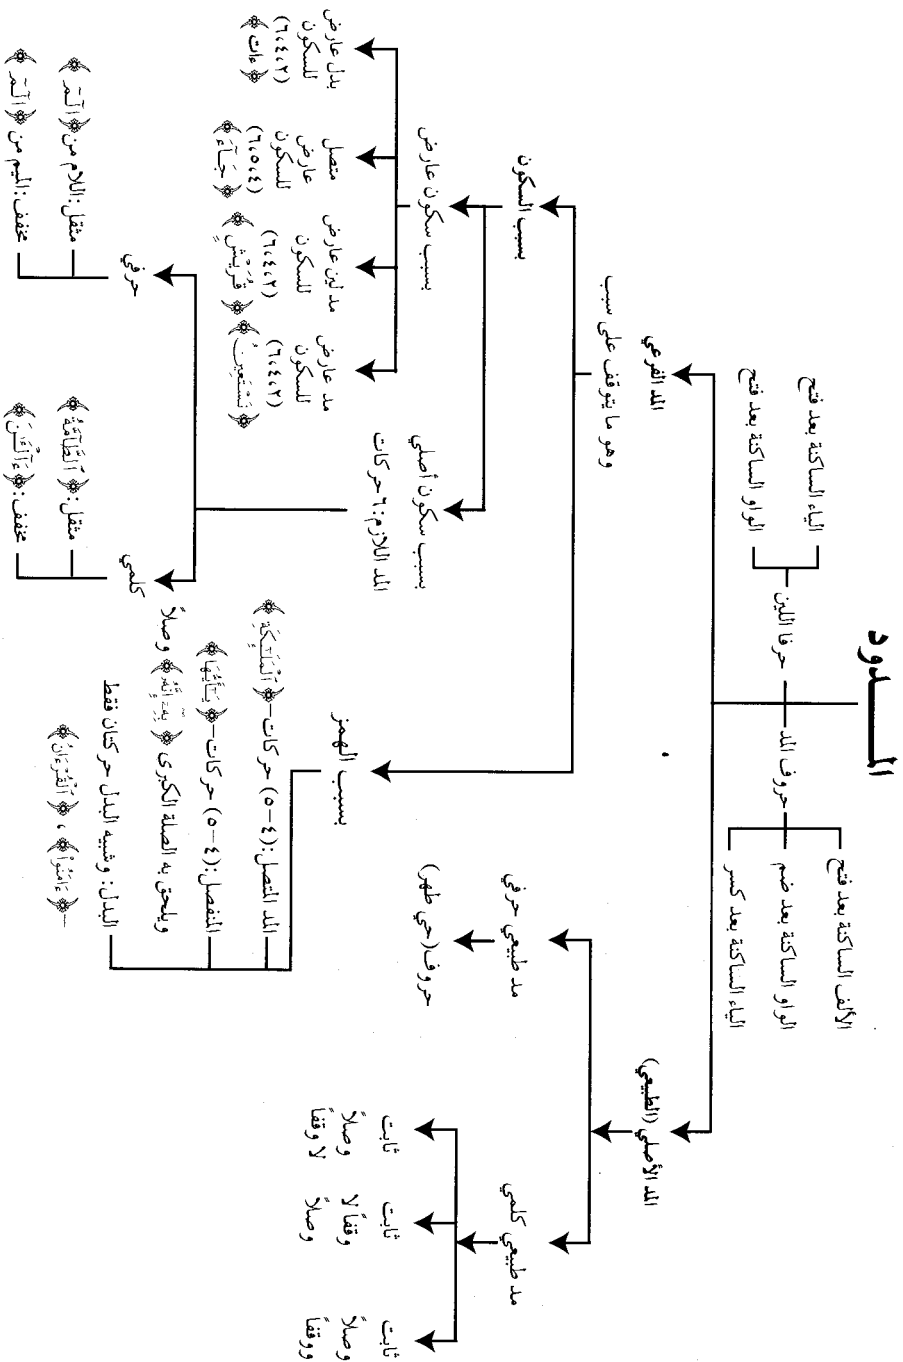 المـــدود
حروف المد
الألف الساكنة بعد فتح
الواو الساكنة بعد ضم
الياء الساكنة بعد كسر
حرفا اللين
الياء الساكنة بعد فتح
الواو الساكنة بعد فتح
المد الأصلي (الطبيعي)
مد طبيعي كلمي
ثابت
وصلاً
ووقفاً
ثابت
وقفاً لا
وصلاً
ثابت
وصلاً
لا وقفاً
مد طبيعي حرفي
حروف (حي طهر)
المد الفرعي
وهو ما يتوقف على سبب
بسبب الهمز
المد المتصل: (٤–٥) حركات– ﴿ٱلْمَلَٰٓئِكَةِ﴾
المنفصل: (٤–٥) حركات– ﴿يَٰٓأَيُّهَا﴾
ويلحق به الصلة الكبرى ﴿بِهِۦٓ إِنَّهُۥ﴾ وصلاً
البدل: وشبيه البدل حركتان فقط
– ﴿ءَامَنُوا۟﴾ ، ﴿ٱلْقُرْءَانُ﴾
بسبب السكون
بسبب سكون أصلي
المد اللازم: ٦ حركات
كلمي
مثقل: ﴿ٱلطَّآمَّةُ﴾
مخفف: ﴿ءَآلْـَٰٔنَ﴾
حرفي
مثقل: اللام من ﴿الٓمٓ﴾
مخفف: الميم من ﴿الٓمٓ﴾
بسبب سكون عارض
مد عارض
للسكون
(٢،٤،٦)
﴿نَسْتَعِينُ﴾
مد لين عارض
للسكون
(٢،٤،٦)
﴿قُرَيْشٍ﴾
متصل
عارض
للسكون
(٤،٥،٦)
﴿جَآءَ﴾
بدل عارض
للسكون
(٢،٤،٦)
﴿ءات﴾